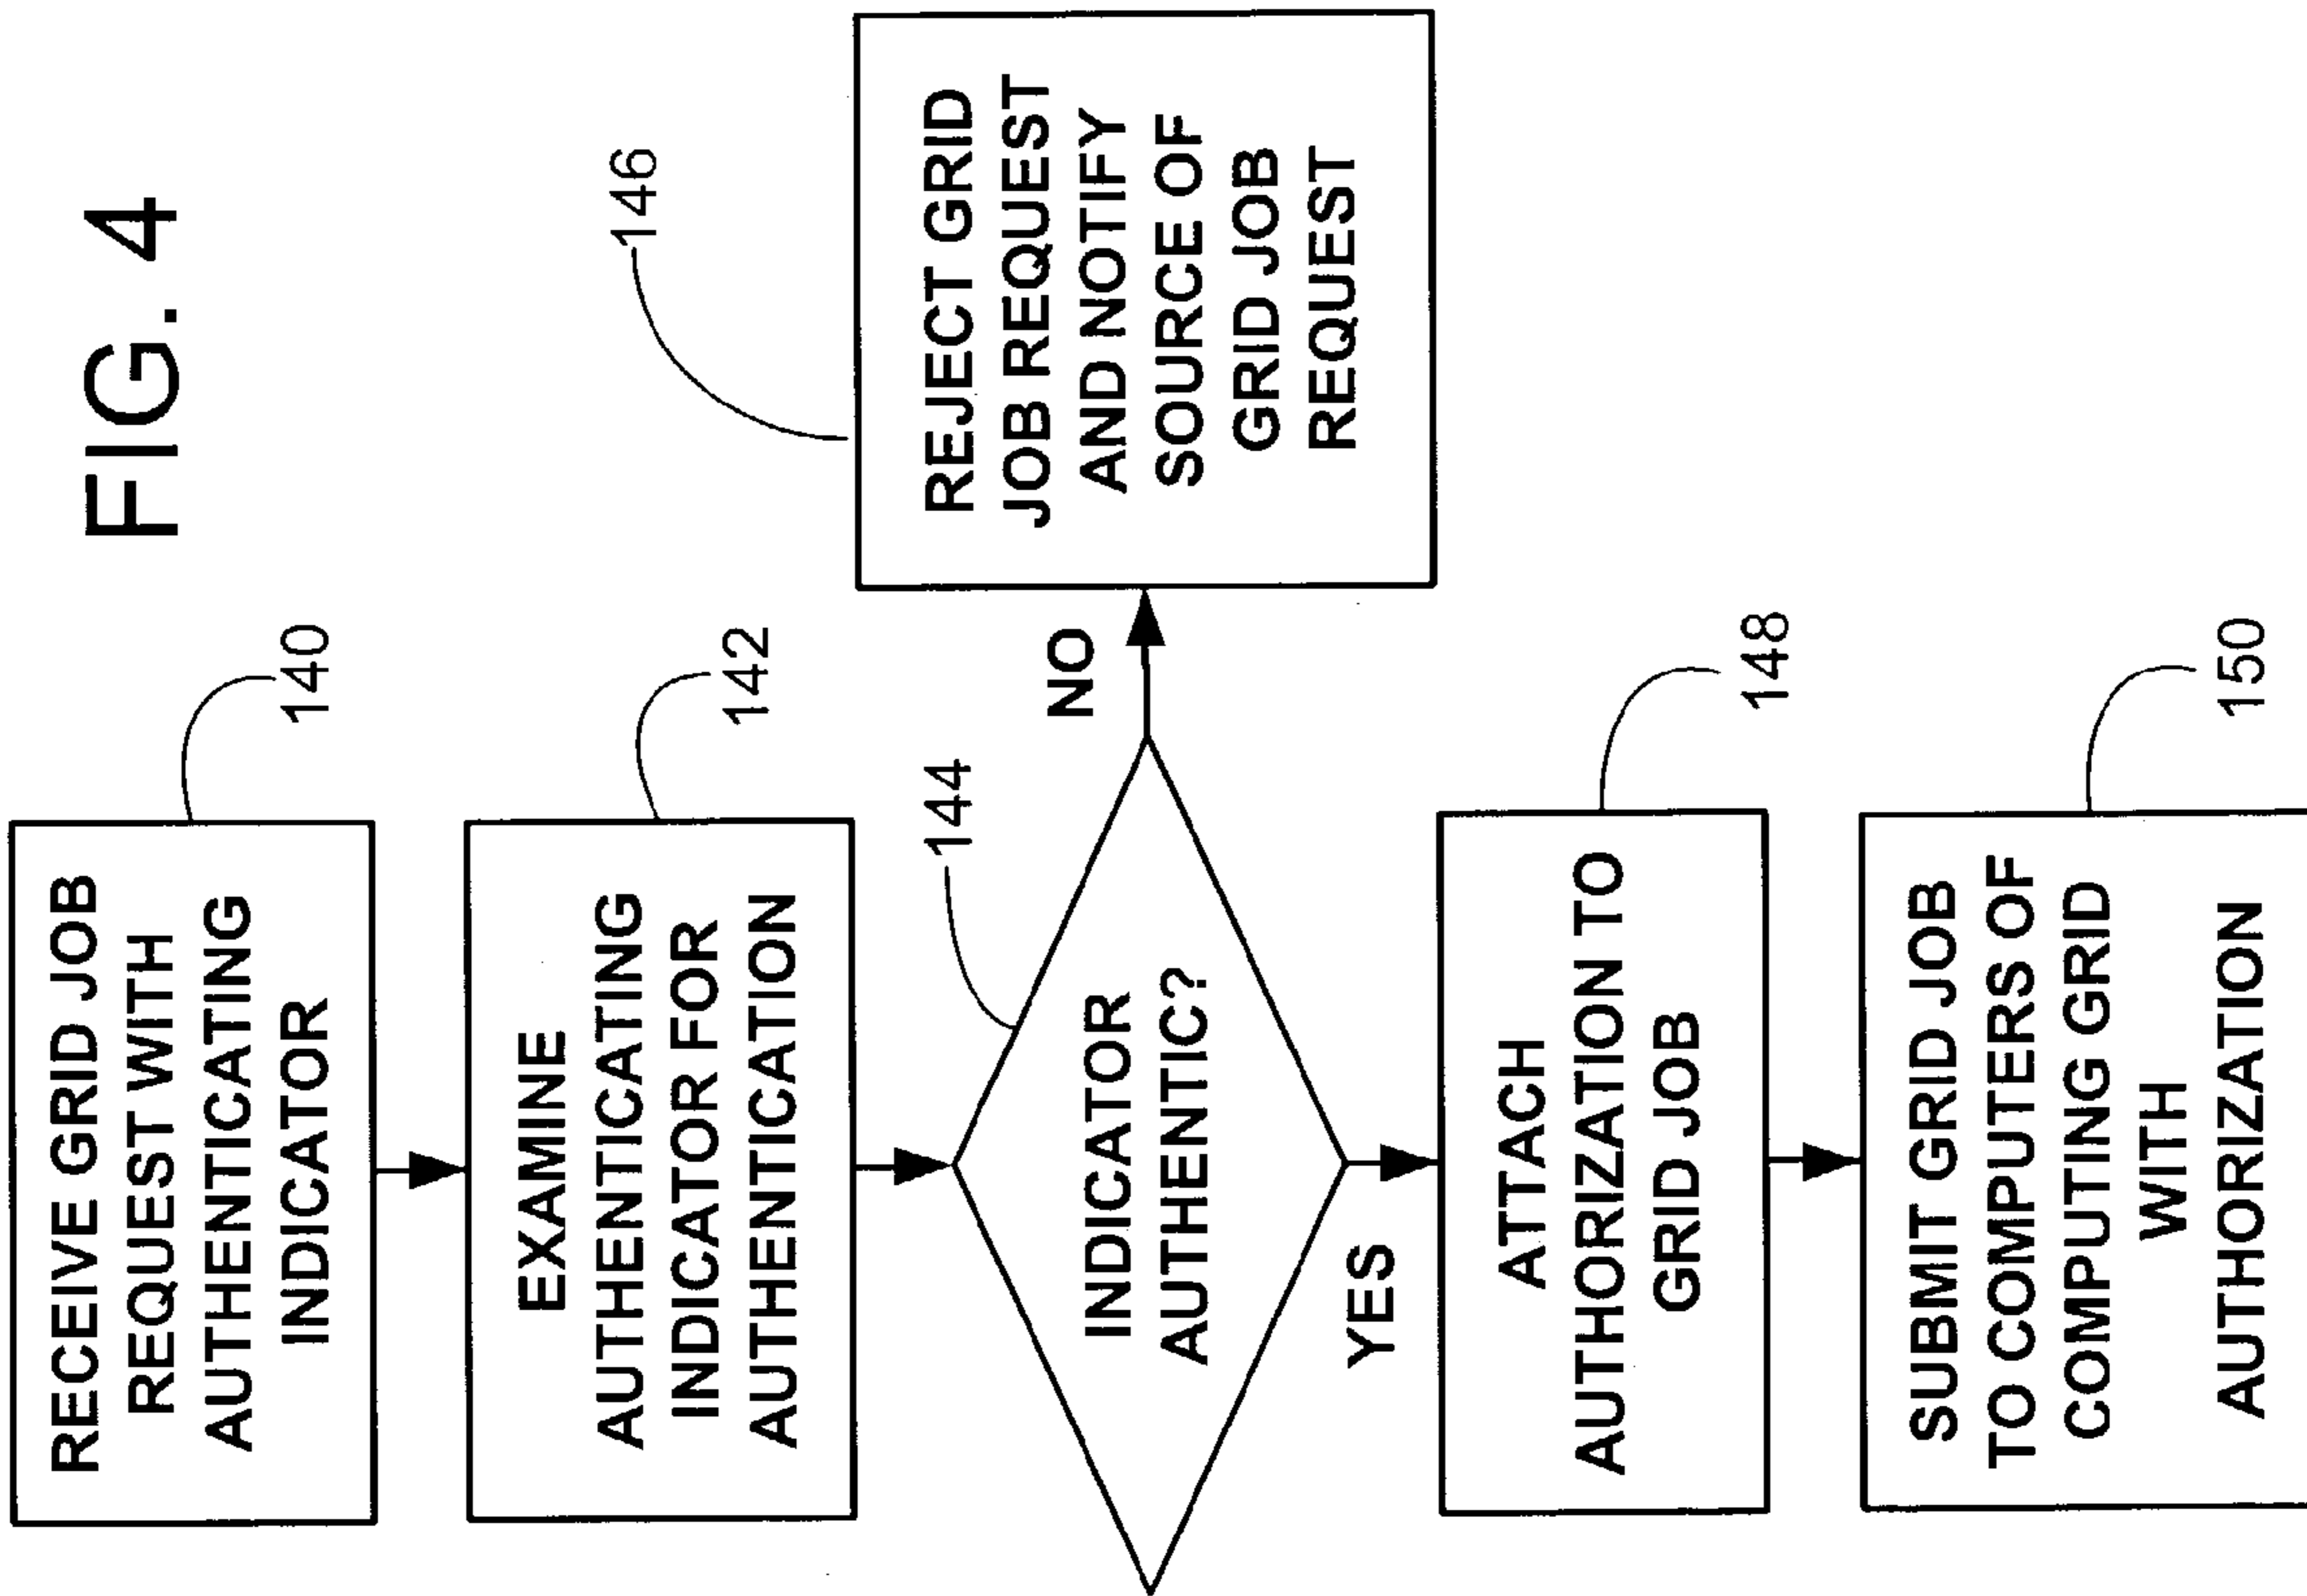 FIG. 4
RECEIVE GRID JOB
REQUEST WITH
AUTHENTICATING
INDICATOR
140
EXAMINE
AUTHENTICATING
INDICATOR FOR
AUTHENTICATION
142
144
INDICATOR
AUTHENTIC?
NO
146
REJECT GRID
JOB REQUEST
AND NOTIFY
SOURCE OF
GRID JOB
REQUEST
YES
ATTACH
AUTHORIZATION TO
GRID JOB
148
SUBMIT GRID JOB
TO COMPUTERS OF
COMPUTING GRID
WITH
AUTHORIZATION
150